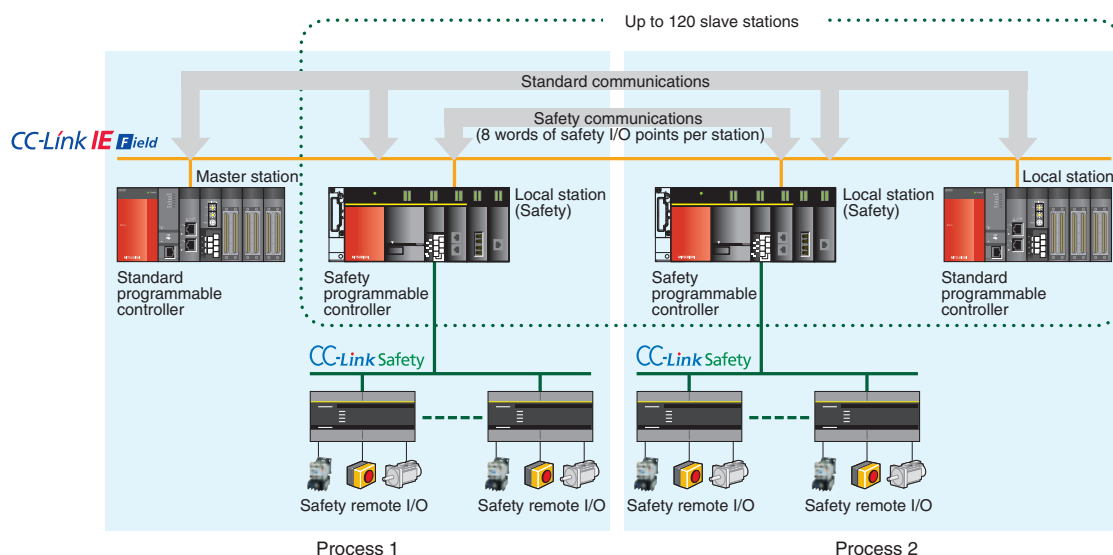 Up to 120 slave stations
Standard communications
Safety communications
(8 words of safety I/O points per station)
CC-Link IE Field
Master station
Local station
(Safety)
Local station
(Safety)
Local station
Standard
programmable
controller
Safety
programmable
controller
Safety
programmable
controller
Standard
programmable
controller
CC-Link Safety
CC-Link Safety
Safety remote I/O
Safety remote I/O
Safety remote I/O
Safety remote I/O
Process 1
Process 2